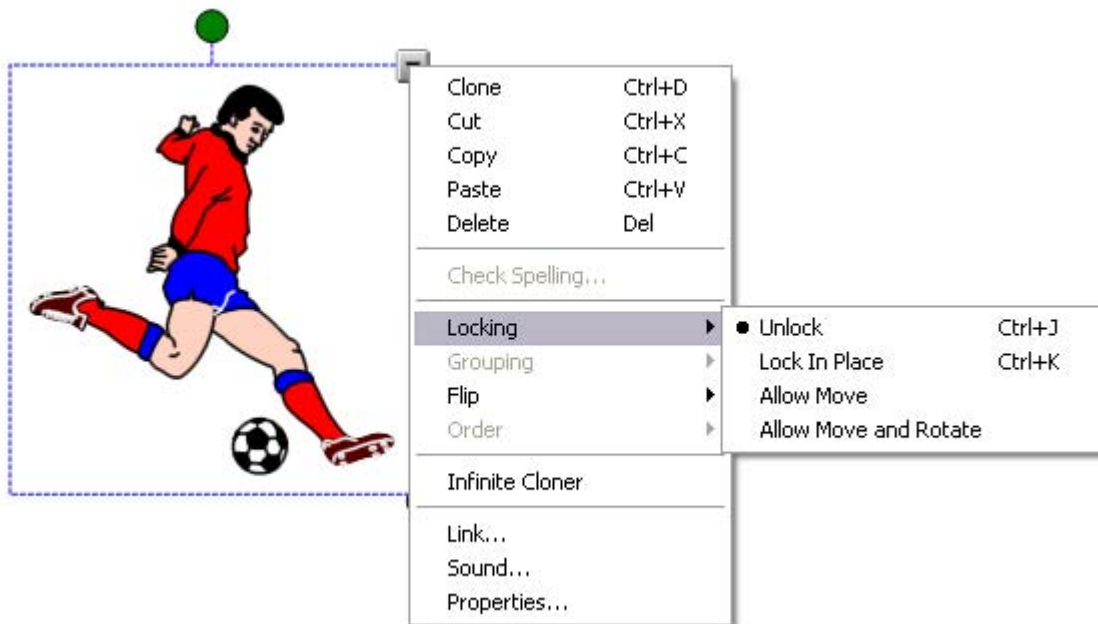 Clone Ctrl+D
Cut Ctrl+X
Copy Ctrl+C
Paste Ctrl+V
Delete Del
Check Spelling...
Locking
Grouping
Flip
Order
Infinite Cloner
Link...
Sound...
Properties...
Unlock Ctrl+J
Lock In Place Ctrl+K
Allow Move
Allow Move and Rotate